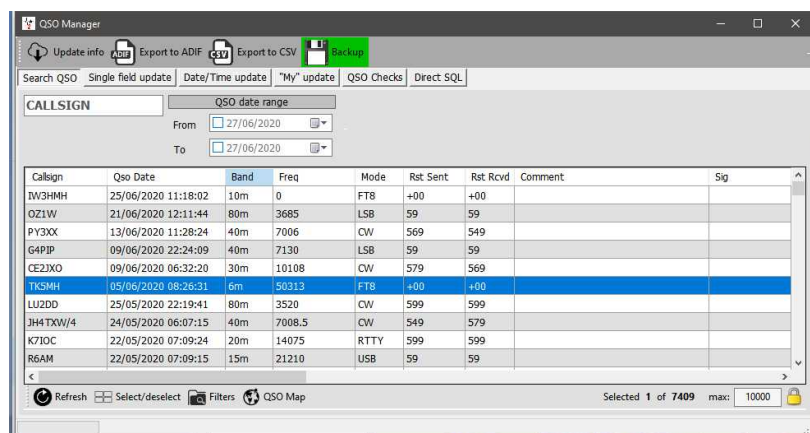 QSO Manager
Update info ADIF Export to ADIF CSV Export to CSV Backup
Search QSO Single field update Date/Time update "My" update QSO Checks Direct SQL
CALLSIGN QSO date range
From 27/06/2020
To 27/06/2020
Callsign Qso Date Band Freq Mode Rst Sent Rst Rcvd Comment Sig
IW3HMH 25/06/2020 11:18:02 10m 0 FT8 +00 +00
OZ1W 21/06/2020 12:11:44 80m 3685 LSB 59 59
PY3XX 13/06/2020 11:28:24 40m 7006 CW 569 549
G4PIP 09/06/2020 22:24:09 40m 7130 LSB 59 59
CE2JXO 09/06/2020 06:32:20 30m 10108 CW 579 569
TK5MH 05/06/2020 08:26:31 6m 50313 FT8 +00 +00
LU2DD 25/05/2020 22:19:41 80m 3520 CW 599 599
JH4TXW/4 24/05/2020 06:07:15 40m 7008.5 CW 549 579
K7IOC 22/05/2020 07:09:24 20m 14075 RTTY 599 599
R6AM 22/05/2020 07:09:15 15m 21210 USB 59 59
Refresh Select/deselect Filters QSO Map Selected 1 of 7409 max: 10000